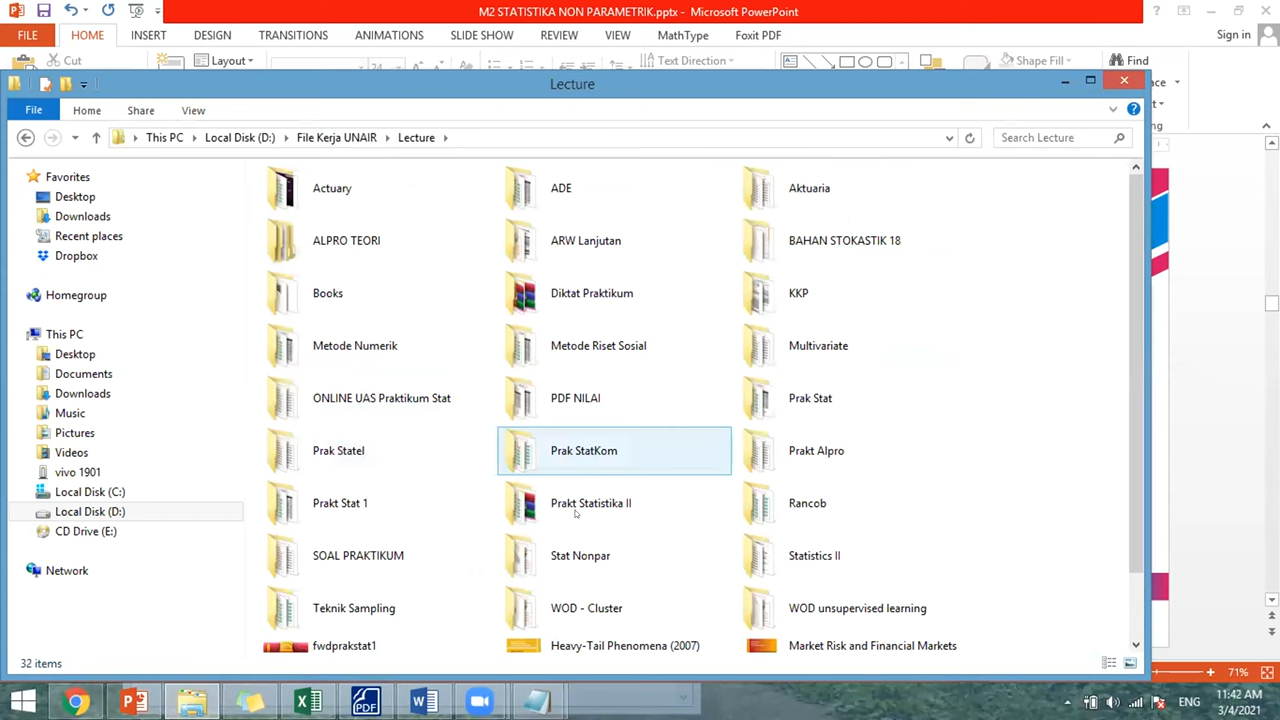 M2 STATISTIKA NON PARAMETRIK.pptx - Microsoft PowerPoint
FILE HOME INSERT DESIGN TRANSITIONS ANIMATIONS SLIDE SHOW REVIEW VIEW MathType Foxit PDF Sign in
Cut Layout 24 Text Direction Shape Fill Find
Lecture
File Home Share View
This PC Local Disk (D:) File Kerja UNAIR Lecture Search Lecture
Favorites
Desktop
Downloads
Recent places
Dropbox
Homegroup
This PC
Desktop
Documents
Downloads
Music
Pictures
Videos
vivo 1901
Local Disk (C:)
Local Disk (D:)
CD Drive (E:)
Network
Actuary ADE Aktuaria
ALPRO TEORI ARW Lanjutan BAHAN STOKASTIK 18
Books Diktat Praktikum KKP
Metode Numerik Metode Riset Sosial Multivariate
ONLINE UAS Praktikum Stat PDF NILAI Prak Stat
Prak Statel Prak StatKom Prakt Alpro
Prakt Stat 1 Prakt Statistika II Rancob
SOAL PRAKTIKUM Stat Nonpar Statistics II
Teknik Sampling WOD - Cluster WOD unsupervised learning
fwdprakstat1 Heavy-Tail Phenomena (2007) Market Risk and Financial Markets
32 items
71%
ENG
11:42 AM
3/4/2021